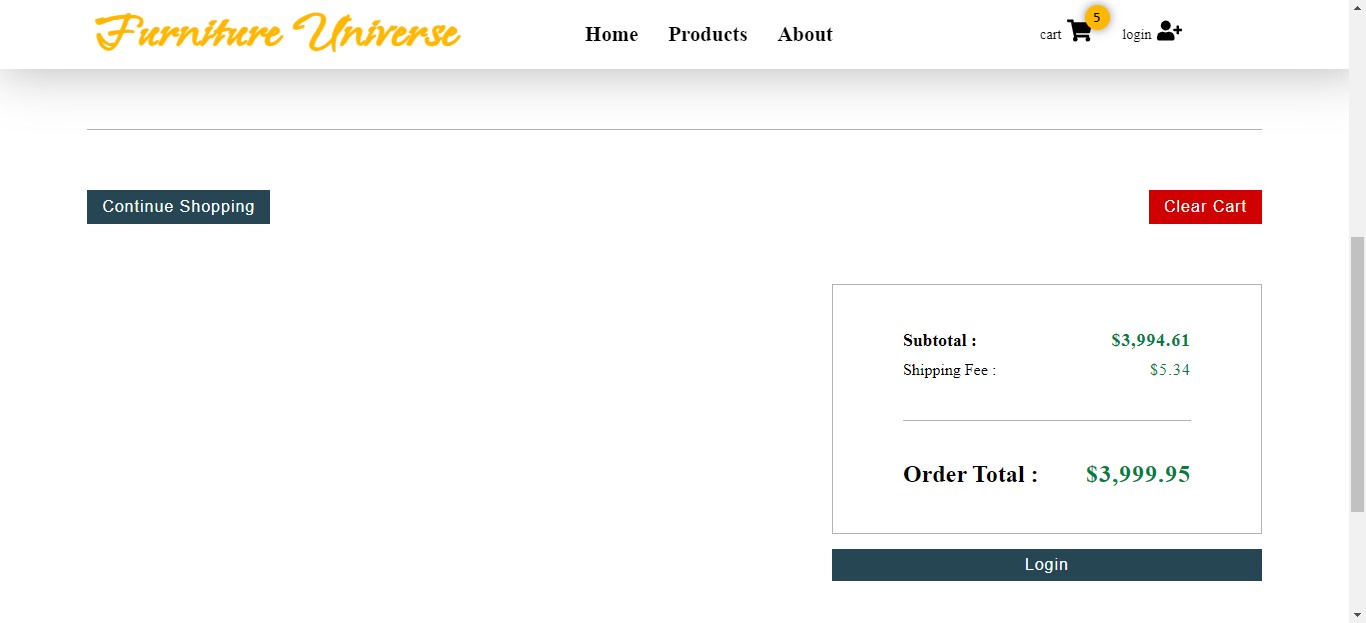 Furniture Universe Home Products About cart 5 login
Continue Shopping Clear Cart
Subtotal : $3,994.61
Shipping Fee : $5.34
Order Total : $3,999.95
Login